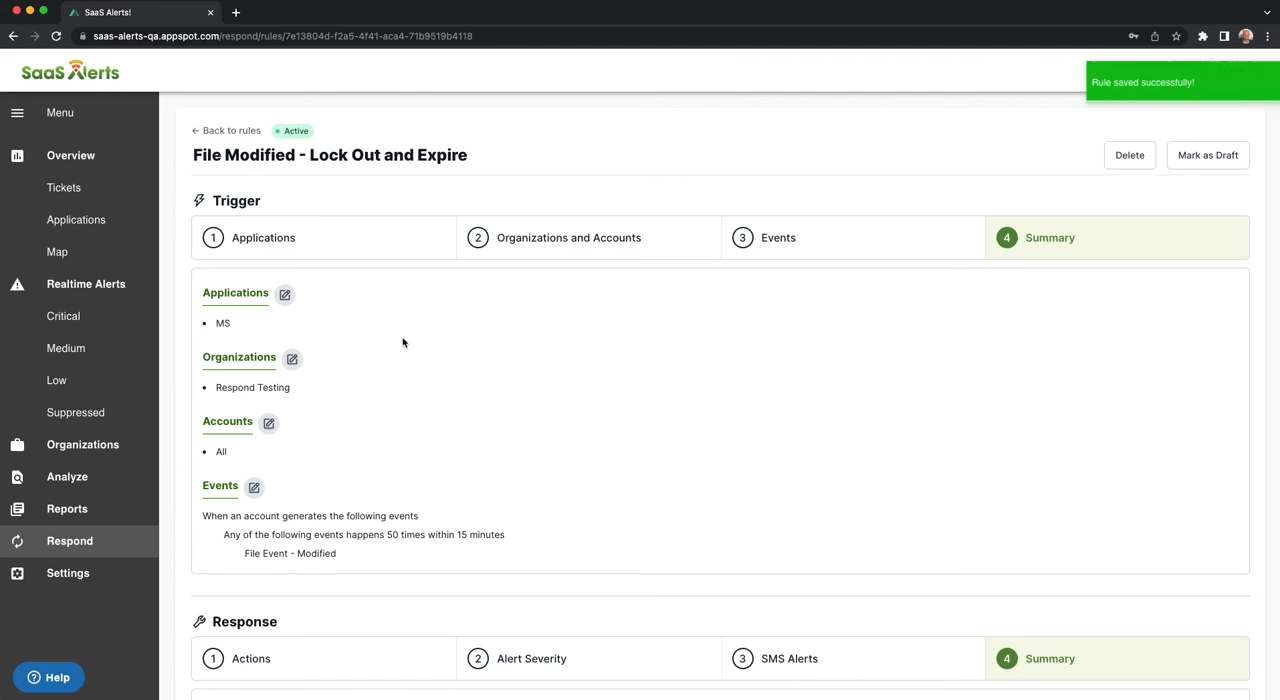 SaaS Alerts!
saas-alerts-qa.appspot.com/respond/rules/7e13804d-f2a5-4f41-aca4-71b9519b4118
SaaS Alerts
Rule saved successfully!
Menu
Overview
Tickets
Applications
Map
Realtime Alerts
Critical
Medium
Low
Suppressed
Organizations
Analyze
Reports
Respond
Settings
Help
← Back to rules
Active
File Modified - Lock Out and Expire
Delete
Mark as Draft
Trigger
1 Applications
2 Organizations and Accounts
3 Events
4 Summary
Applications
• MS
Organizations
• Respond Testing
Accounts
• All
Events
When an account generates the following events
Any of the following events happens 50 times within 15 minutes
File Event - Modified
Response
1 Actions
2 Alert Severity
3 SMS Alerts
4 Summary